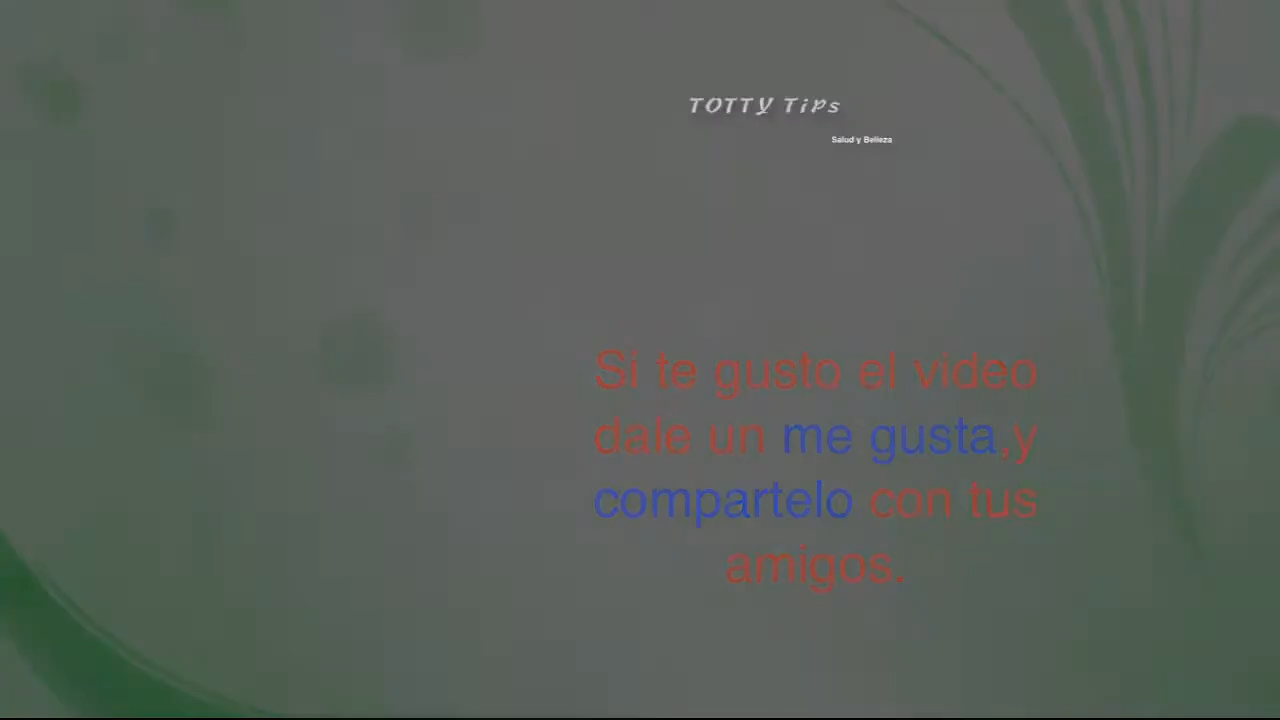 TOTTY Tips
Salud y Belleza
Si te gusto el video
dale un me gusta,y
compartelo con tus
amigos.